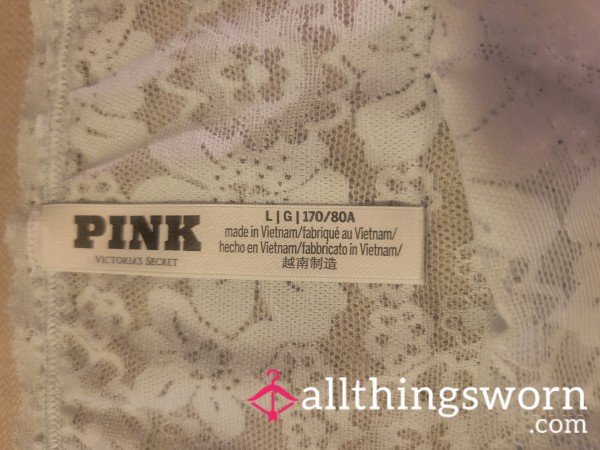 PINK
VICTORIA'S SECRET
L | G | 170/80A
made in Vietnam/fabriqué au Vietnam/
hecho en Vietnam/fabbricato in Vietnam/
越南制造
allthingsworn
.com